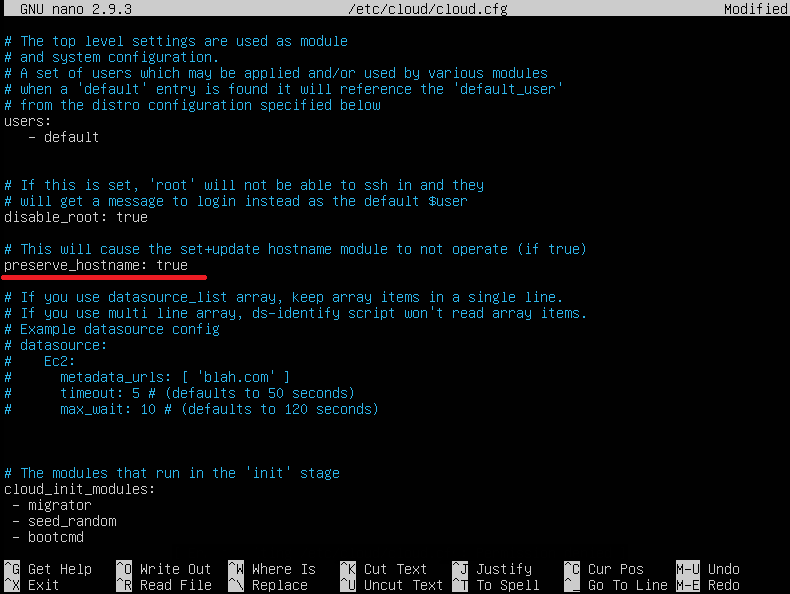 GNU nano 2.9.3 /etc/cloud/cloud.cfg Modified
# The top level settings are used as module
# and system configuration.
# A set of users which may be applied and/or used by various modules
# when a 'default' entry is found it will reference the 'default_user'
# from the distro configuration specified below
users:
   - default
# If this is set, 'root' will not be able to ssh in and they
# will get a message to login instead as the default $user
disable_root: true
# This will cause the set+update hostname module to not operate (if true)
preserve_hostname: true
# If you use datasource_list array, keep array items in a single line.
# If you use multi line array, ds-identify script won't read array items.
# Example datasource config
# datasource:
#    Ec2:
#      metadata_urls: [ 'blah.com' ]
#      timeout: 5 # (defaults to 50 seconds)
#      max_wait: 10 # (defaults to 120 seconds)
# The modules that run in the 'init' stage
cloud_init_modules:
 - migrator
 - seed_random
 - bootcmd
^G Get Help ^O Write Out ^W Where Is ^K Cut Text ^J Justify ^C Cur Pos M-U Undo
^X Exit ^R Read File ^\ Replace ^U Uncut Text ^T To Spell ^_ Go To Line M-E Redo